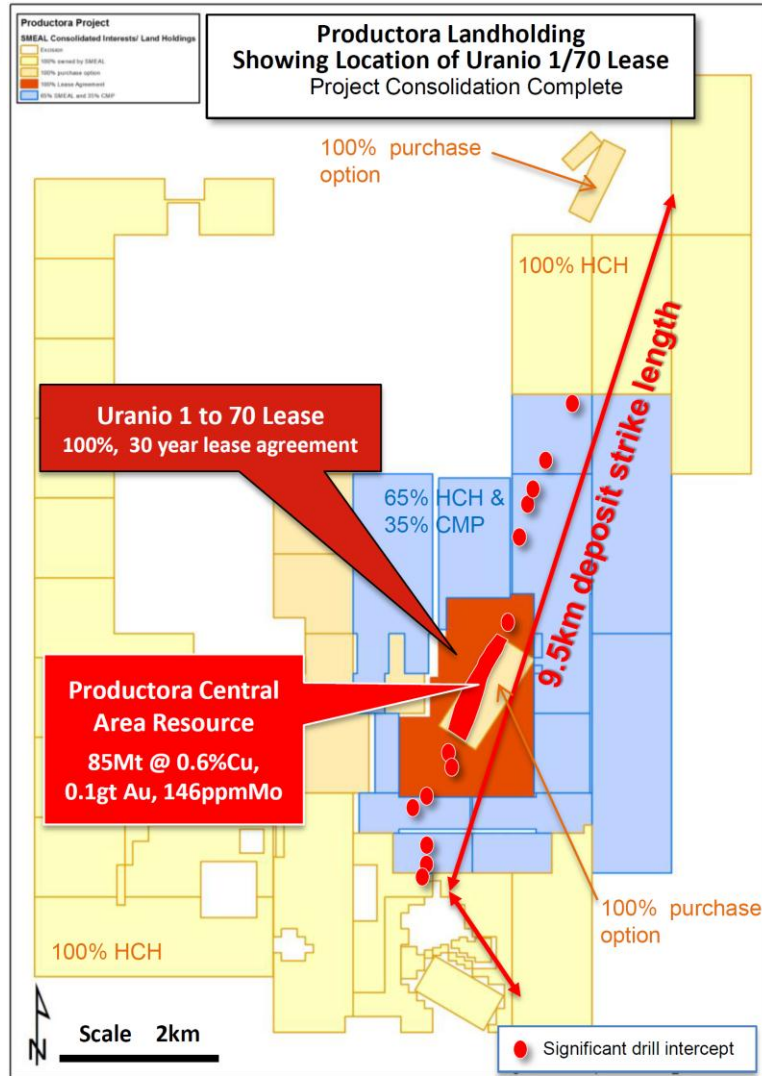 Productora Project
SMEAL Consolidated Interests/ Land Holdings
Excision
100% owned by SMEAL
100% purchase option
100% Lease Agreement
65% SMEAL and 35% CMP
Productora Landholding
Showing Location of Uranio 1/70 Lease
Project Consolidation Complete
100% purchase
option
100% HCH
9.5km deposit strike length
Uranio 1 to 70 Lease
100%, 30 year lease agreement
65% HCH &
35% CMP
Productora Central
Area Resource
85Mt @ 0.6%Cu,
0.1gt Au, 146ppmMo
100% purchase
option
100% HCH
N
Scale 2km
Significant drill intercept